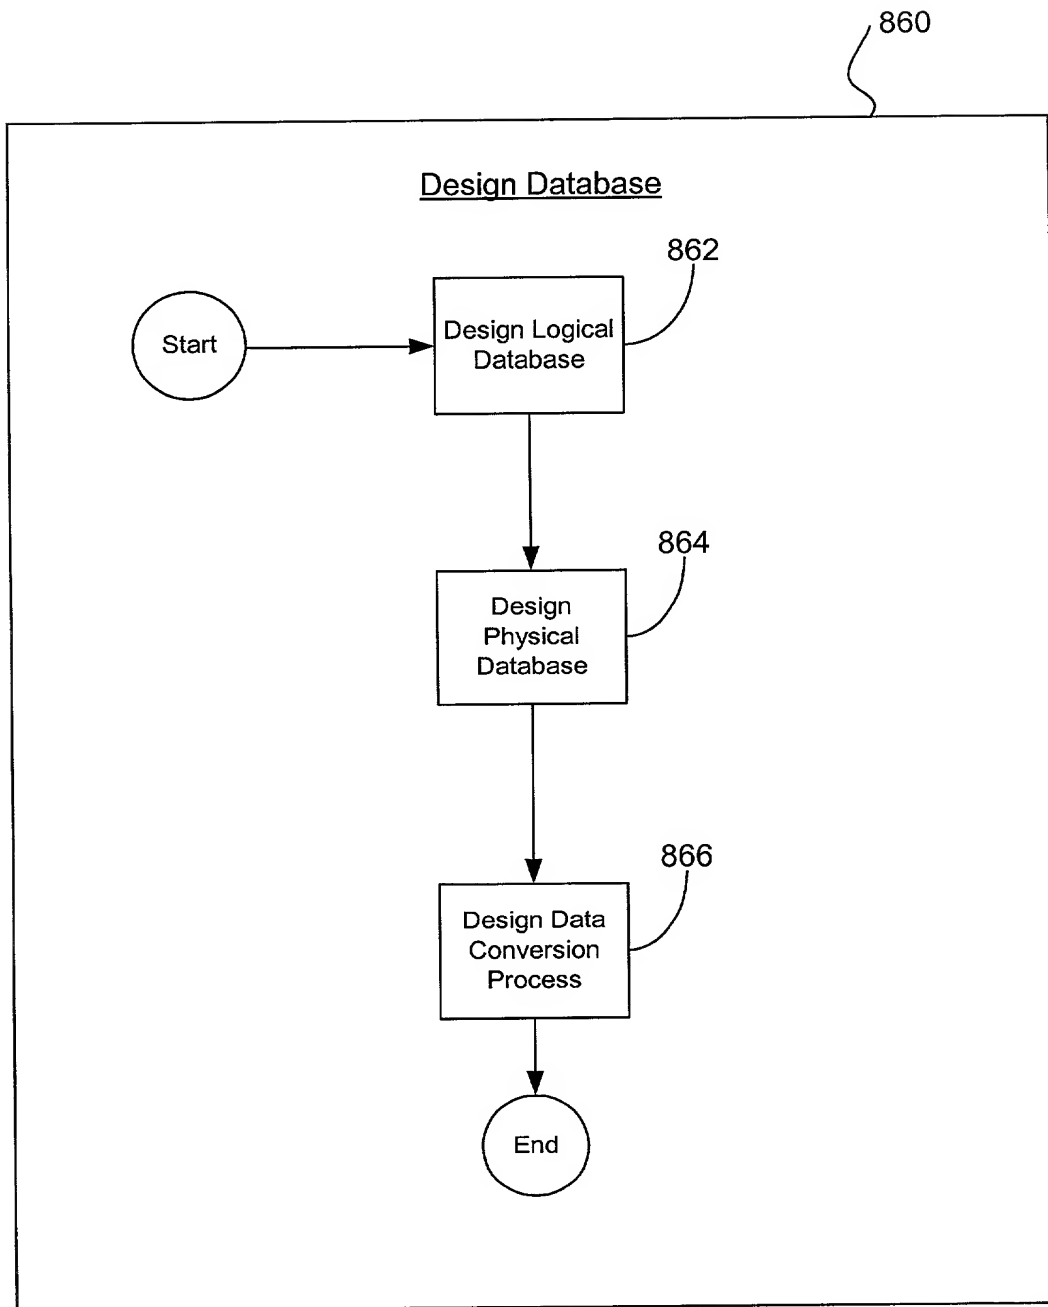 860
Design Database
862
Start
Design Logical
Database
864
Design
Physical
Database
866
Design Data
Conversion
Process
End